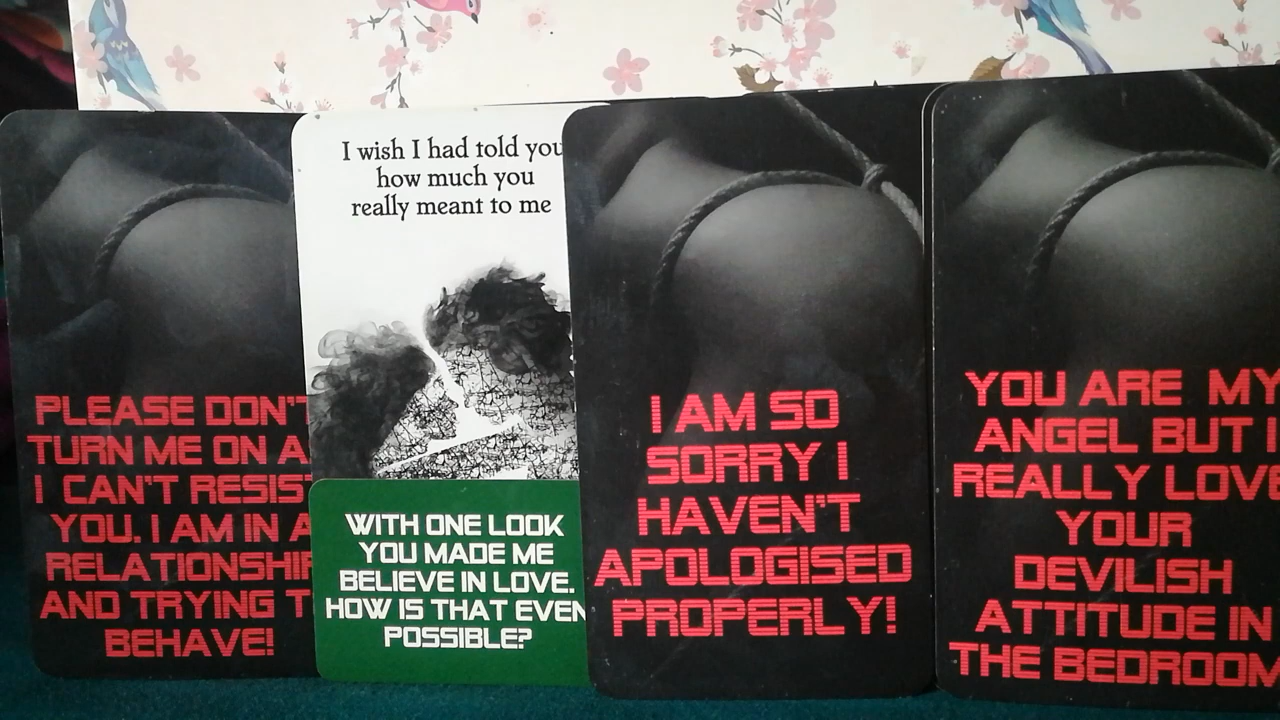 PLEASE DON'T
TURN ME ON A
I CAN'T RESIST
YOU. I AM IN A
RELATIONSHIP
AND TRYING T
BEHAVE!
I wish I had told you
how much you
really meant to me
WITH ONE LOOK
YOU MADE ME
BELIEVE IN LOVE.
HOW IS THAT EVEN
POSSIBLE?
I AM SO
SORRY I
HAVEN'T
APOLOGISED
PROPERLY!
YOU ARE MY
ANGEL BUT I
REALLY LOVE
YOUR
DEVILISH
ATTITUDE IN
THE BEDROOM